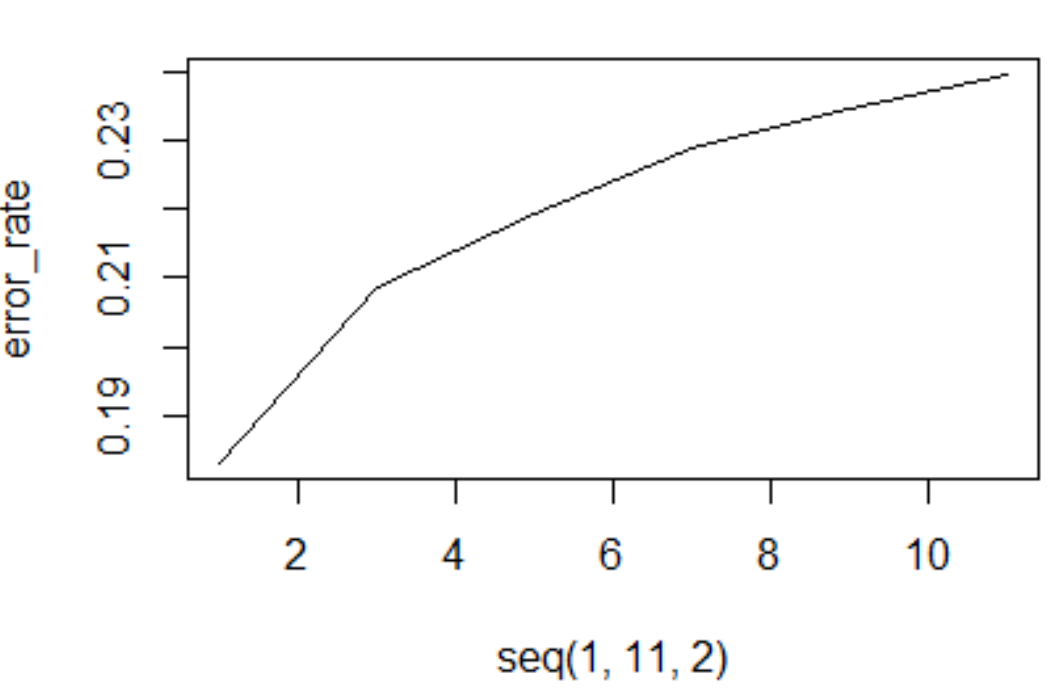 error_rate
0.23
0.21
0.19
2 4 6 8 10
seq(1, 11, 2)